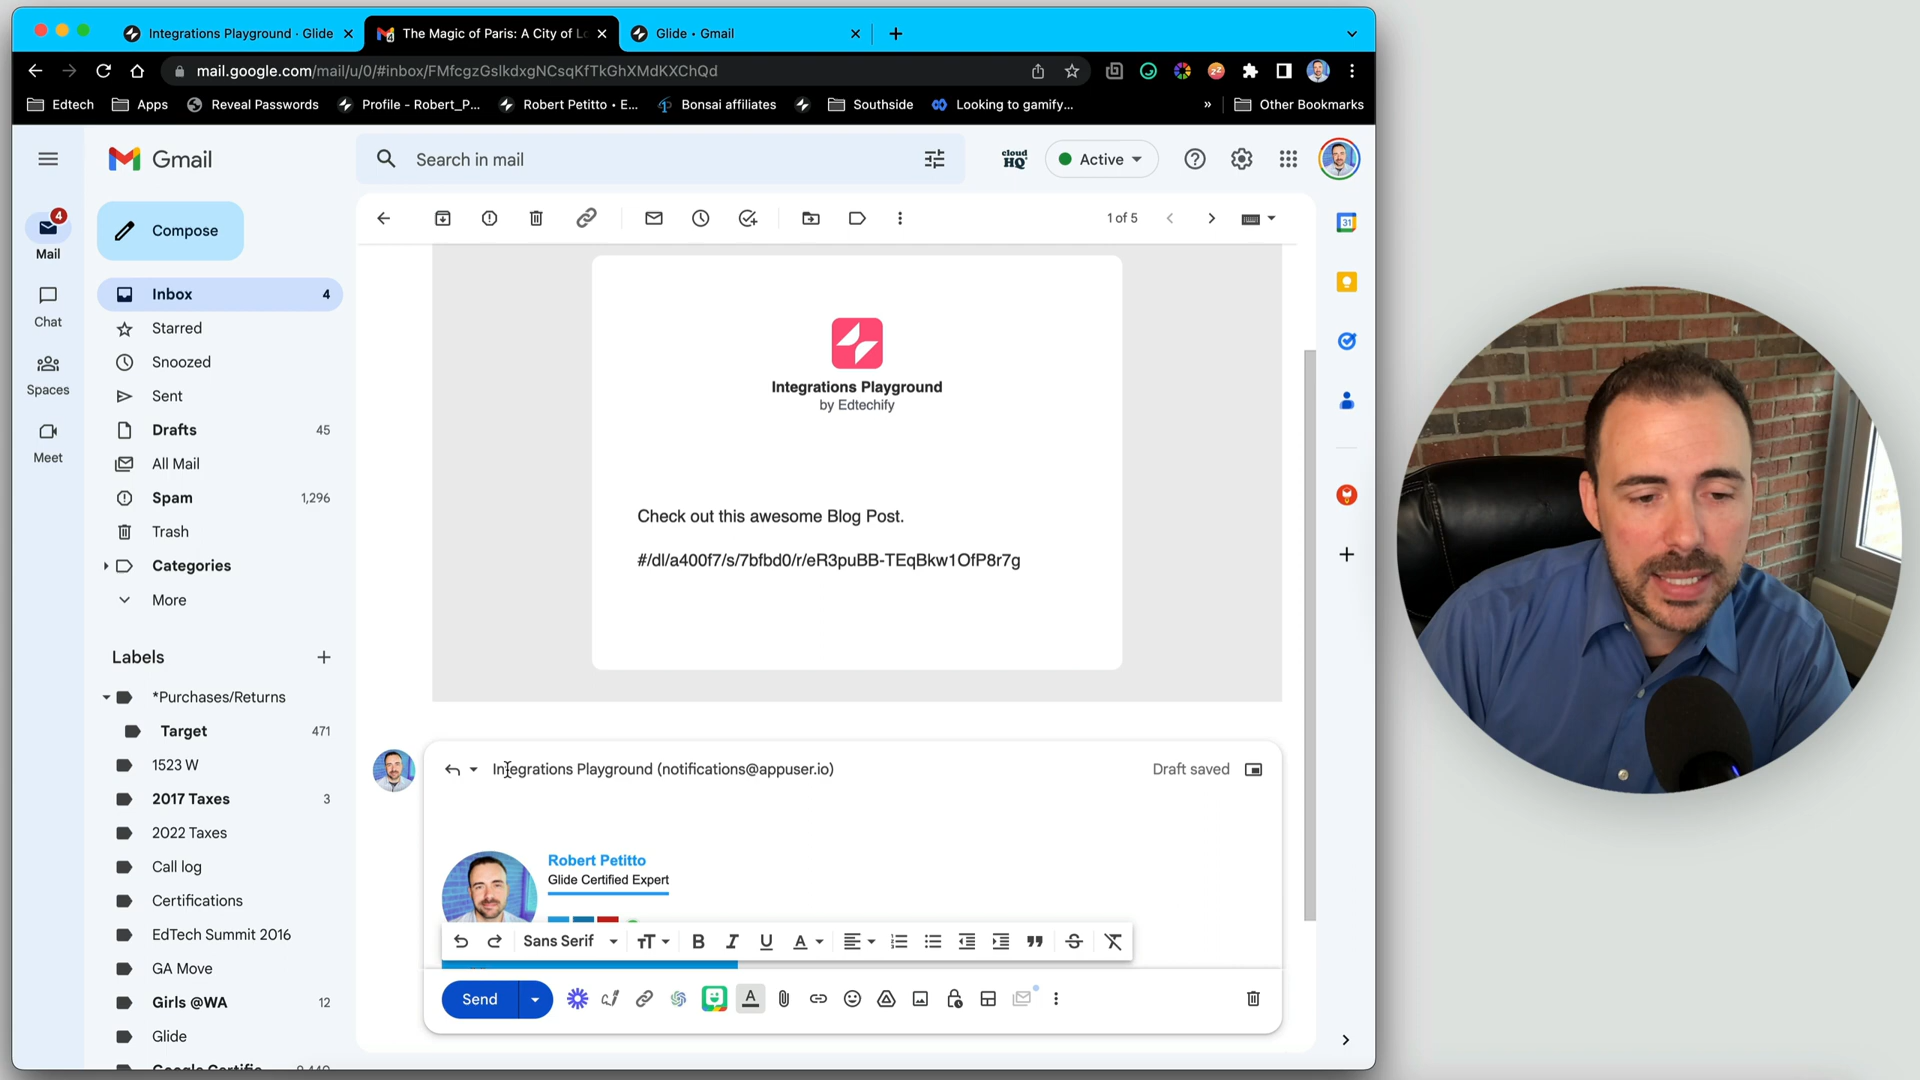 Integrations Playground · Glide
The Magic of Paris: A City of Lo
Glide • Gmail
mail.google.com/mail/u/0/#inbox/FMfcgzGslkdxgNCsqKfTkGhXMdKXChQd
Edtech
Apps
Reveal Passwords
Profile - Robert_P...
Robert Petitto • E...
Bonsai affiliates
Southside
Looking to gamify...
»
Other Bookmarks
Gmail
Search in mail
cloud
HQ
Active
4
Mail
Chat
Spaces
Meet
Compose
1 of 5
31
Inbox 4
Starred
Snoozed
Sent
Drafts 45
All Mail
Spam 1,296
Trash
Categories
More
Labels
*Purchases/Returns
Target 471
1523 W
2017 Taxes 3
2022 Taxes
Call log
Certifications
EdTech Summit 2016
GA Move
Girls @WA 12
Glide
Integrations Playground
by Edtechify
Check out this awesome Blog Post.
#/dl/a400f7/s/7bfbd0/r/eR3puBB-TEqBkw1OfP8r7g
Integrations Playground (notifications@appuser.io)
Draft saved
Robert Petitto
Glide Certified Expert
Sans Serif
Send